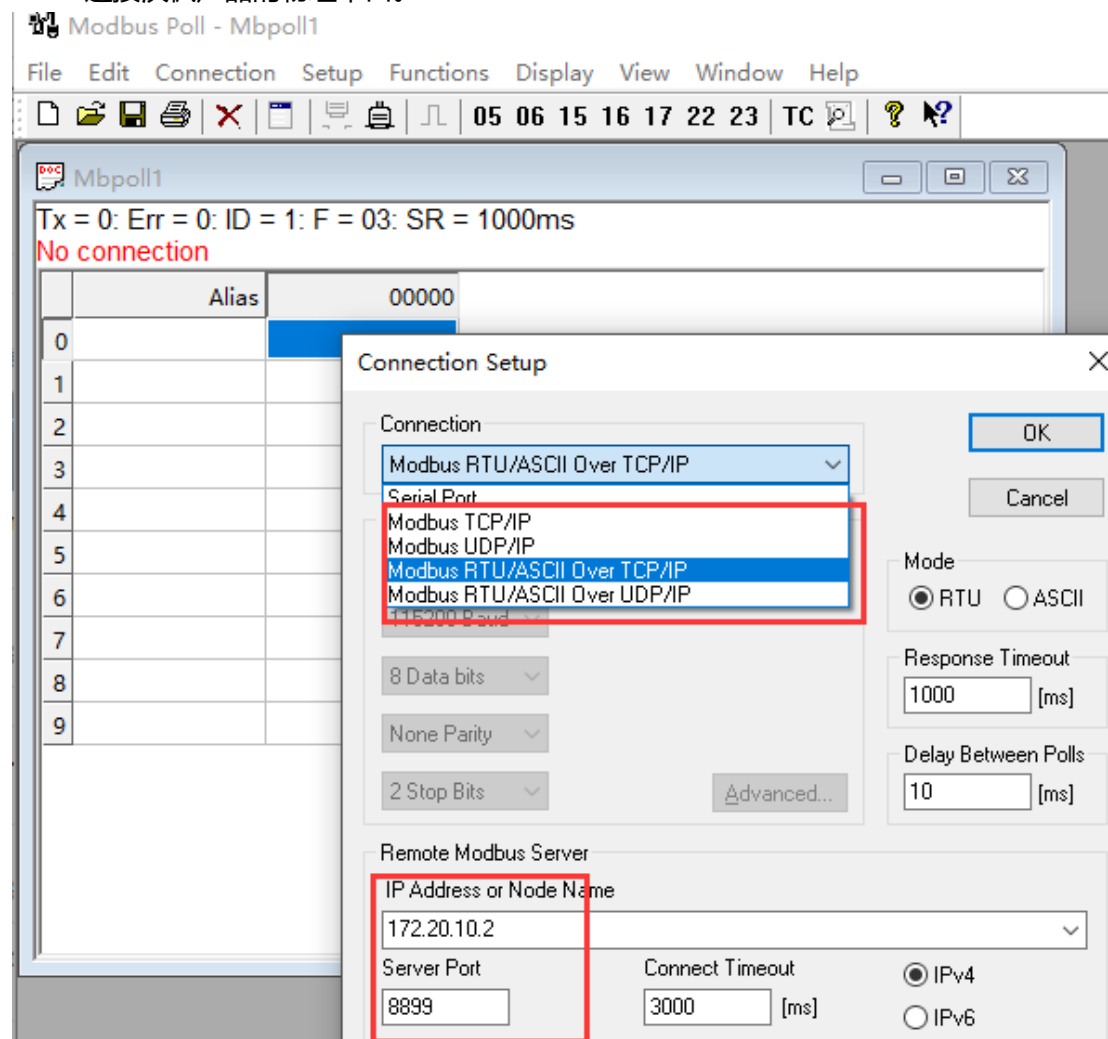 Modbus Poll - Mbpoll1
File Edit Connection Setup Functions Display View Window Help
05 06 15 16 17 22 23 TC
Mbpoll1
Tx = 0: Err = 0: ID = 1: F = 03: SR = 1000ms
No connection
Alias 00000
0
1
2
3
4
5
6
7
8
9
Connection Setup
Connection
Modbus RTU/ASCII Over TCP/IP
Serial Port
Modbus TCP/IP
Modbus UDP/IP
Modbus RTU/ASCII Over TCP/IP
Modbus RTU/ASCII Over UDP/IP
115200 Baud
8 Data bits
None Parity
2 Stop Bits
Advanced...
OK
Cancel
Mode
RTU ASCII
Response Timeout
1000 [ms]
Delay Between Polls
10 [ms]
Remote Modbus Server
IP Address or Node Name
172.20.10.2
Server Port
8899
Connect Timeout
3000 [ms]
IPv4
IPv6